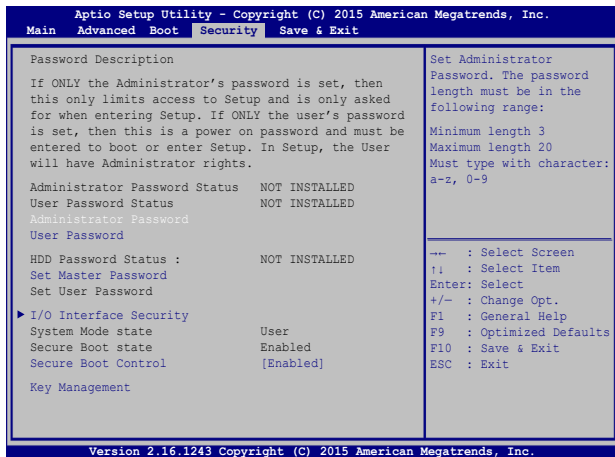 Aptio Setup Utility - Copyright (C) 2015 American Megatrends, Inc.
Main Advanced Boot Security Save & Exit
Password Description
If ONLY the Administrator's password is set, then
this only limits access to Setup and is only asked
for when entering Setup. If ONLY the user's password
is set, then this is a power on password and must be
entered to boot or enter Setup. In Setup, the User
will have Administrator rights.
Administrator Password Status NOT INSTALLED
User Password Status NOT INSTALLED
Administrator Password
User Password
HDD Password Status : NOT INSTALLED
Set Master Password
Set User Password
▶ I/O Interface Security
System Mode state User
Secure Boot state Enabled
Secure Boot Control [Enabled]
Key Management
Set Administrator
Password. The password
length must be in the
following range:
Minimum length 3
Maximum length 20
Must type with character:
a-z, 0-9
→← : Select Screen
↑↓ : Select Item
Enter: Select
+/— : Change Opt.
F1 : General Help
F9 : Optimized Defaults
F10 : Save & Exit
ESC : Exit
Version 2.16.1243 Copyright (C) 2015 American Megatrends, Inc.